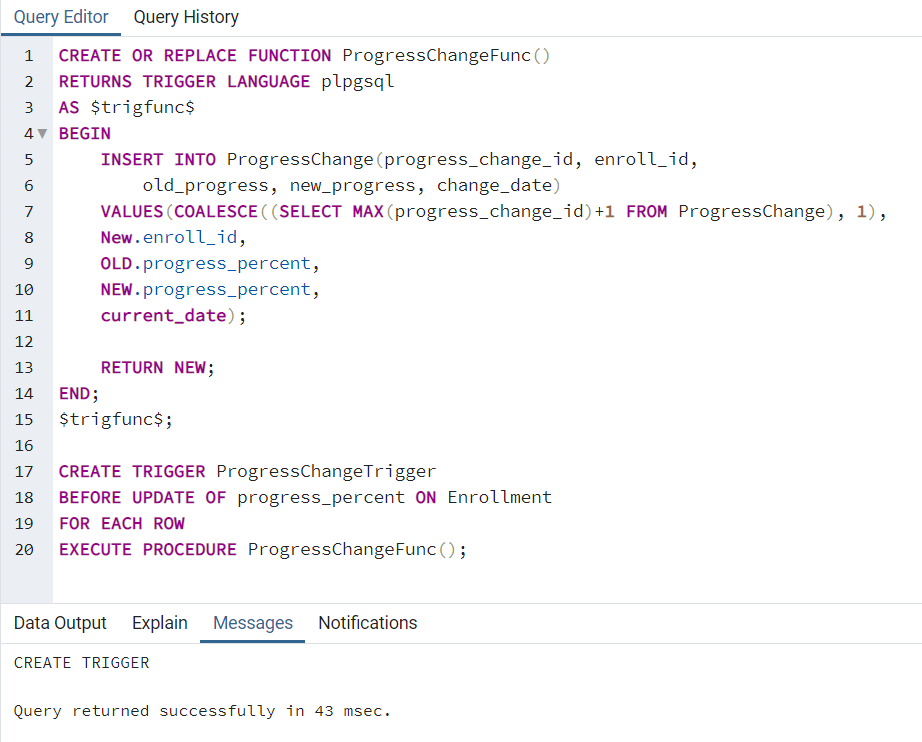 Query Editor Query History
1 CREATE OR REPLACE FUNCTION ProgressChangeFunc()
2 RETURNS TRIGGER LANGUAGE plpgsql
3 AS $trigfunc$
4 BEGIN
5     INSERT INTO ProgressChange(progress_change_id, enroll_id,
6         old_progress, new_progress, change_date)
7     VALUES(COALESCE((SELECT MAX(progress_change_id)+1 FROM ProgressChange), 1),
8     New.enroll_id,
9     OLD.progress_percent,
10     NEW.progress_percent,
11     current_date);
12
13     RETURN NEW;
14 END;
15 $trigfunc$;
16
17 CREATE TRIGGER ProgressChangeTrigger
18 BEFORE UPDATE OF progress_percent ON Enrollment
19 FOR EACH ROW
20 EXECUTE PROCEDURE ProgressChangeFunc();
Data Output Explain Messages Notifications
CREATE TRIGGER
Query returned successfully in 43 msec.